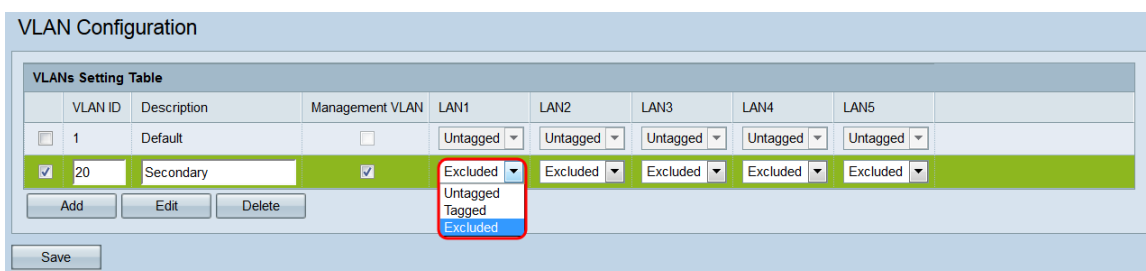 VLAN Configuration
VLANs Setting Table
VLAN ID Description Management VLAN LAN1 LAN2 LAN3 LAN4 LAN5
1 Default Untagged Untagged Untagged Untagged Untagged
20 Secondary Excluded Excluded Excluded Excluded Excluded
Untagged
Tagged
Excluded
Add Edit Delete
Save